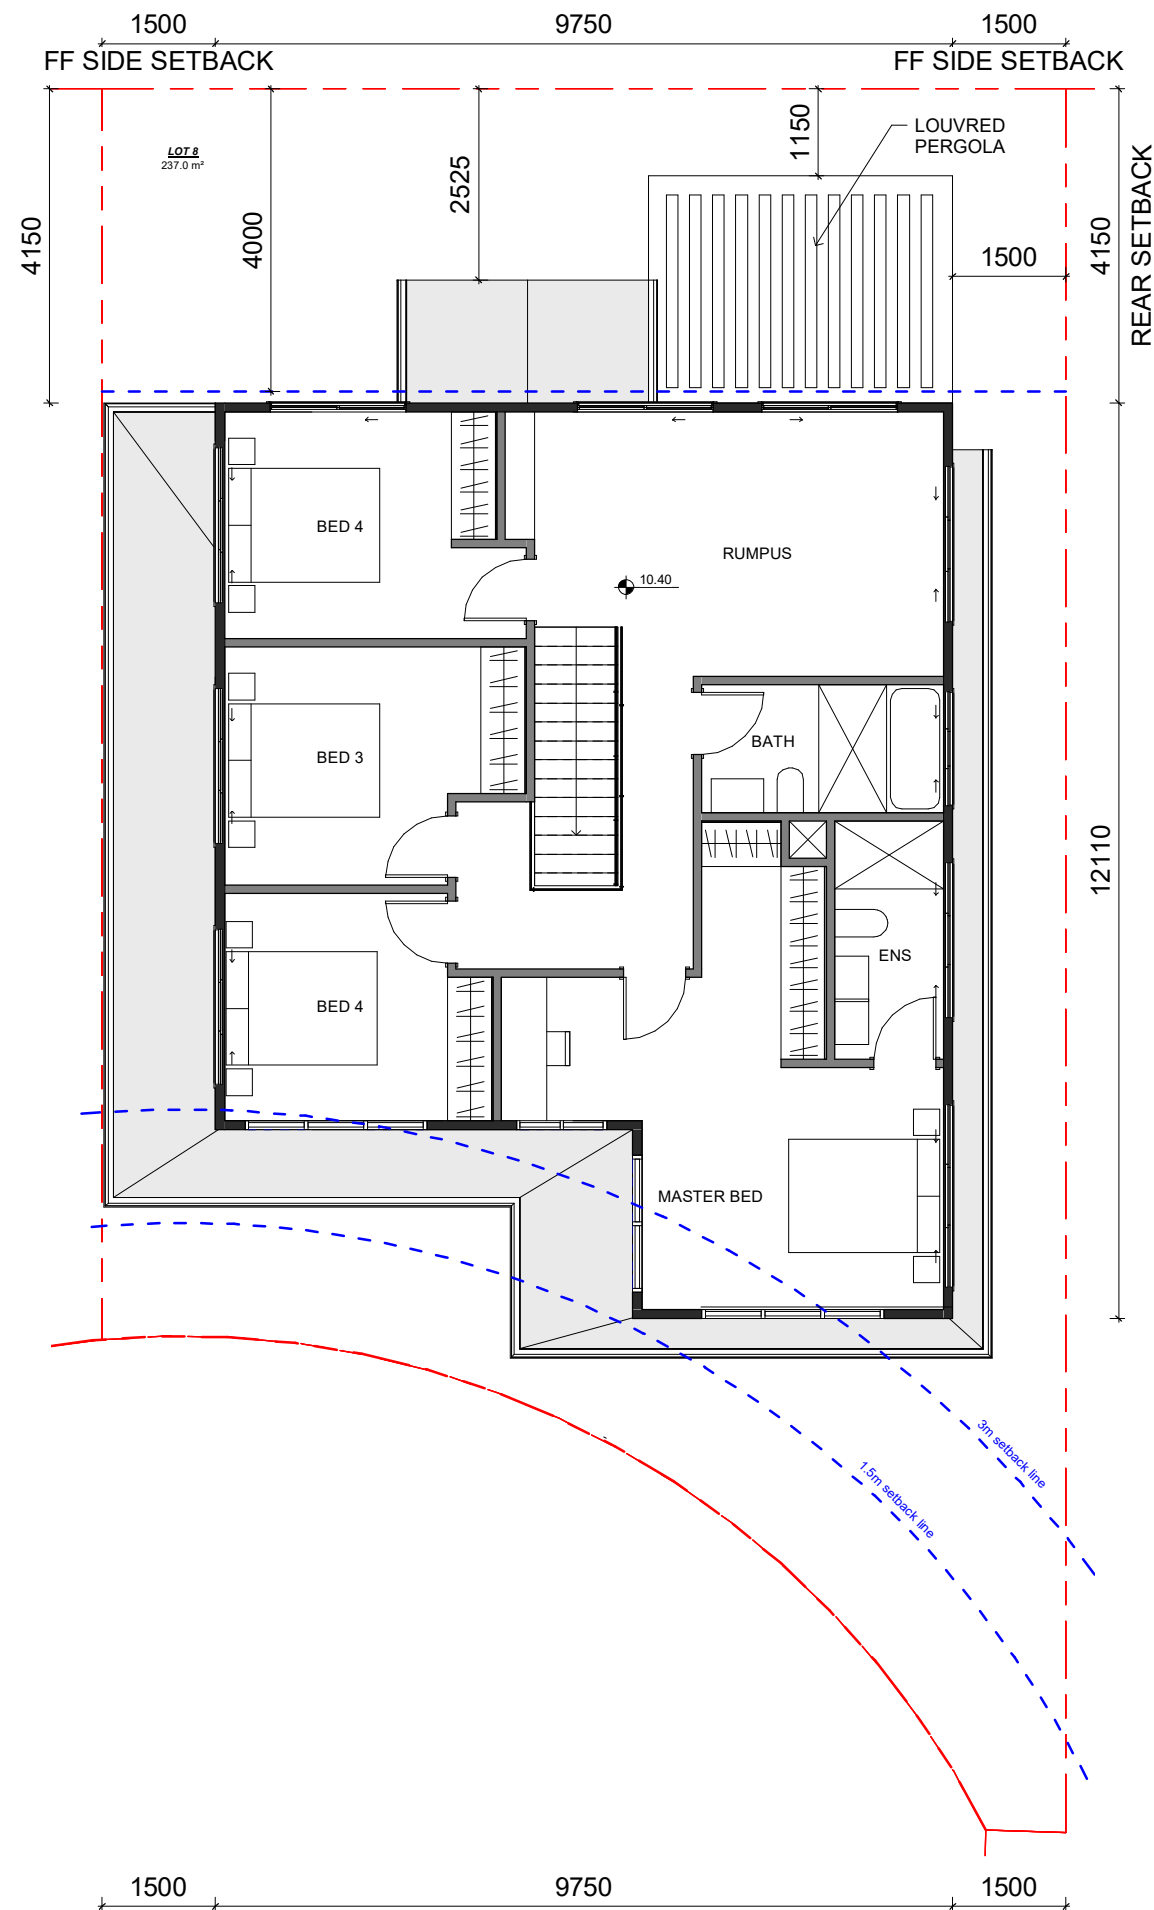 1500
9750
1500
FF SIDE SETBACK
FF SIDE SETBACK
LOT 8
237.0 m²
4150
4000
2525
1150
LOUVRED
PERGOLA
1500
4150
REAR SETBACK
BED 4
RUMPUS
10.40
BED 3
BATH
12110
ENS
BED 4
MASTER BED
3m setback line
1.5m setback line
1500
9750
1500